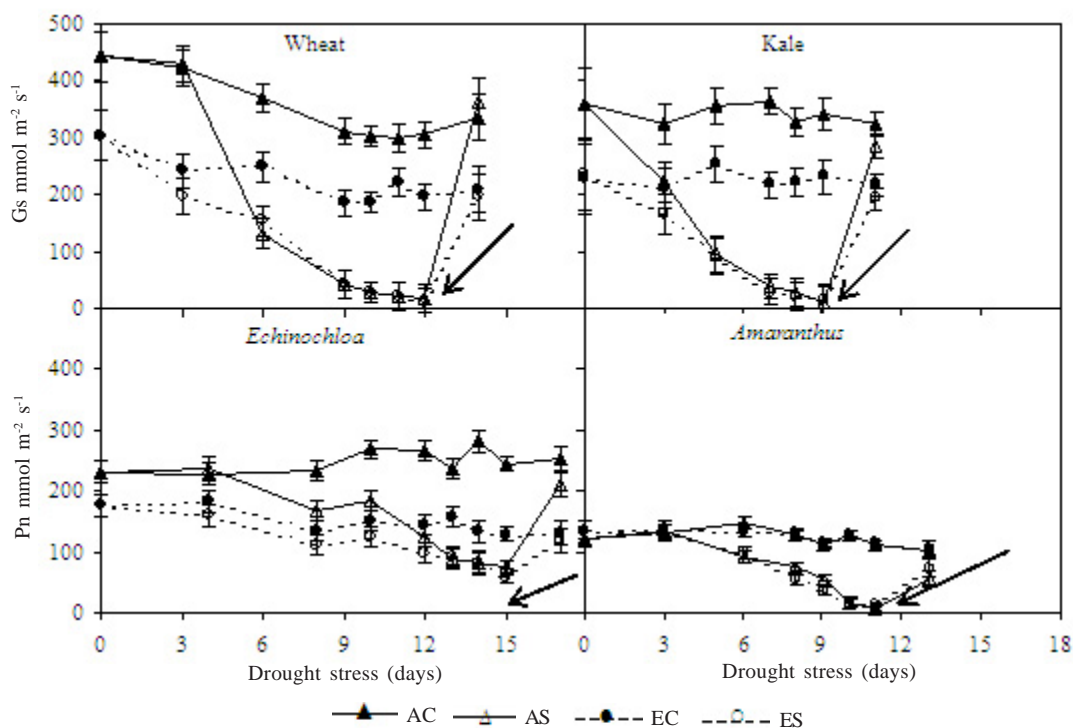 500
Wheat
Kale
400
300
200
100
0
Gs mmol m-2 s-1
Echinochloa
Amaranthus
400
300
200
100
0
Pn mmol m-2 s-1
0 3 6 9 12 15 0 3 6 9 12 15 18
Drought stress (days) Drought stress (days)
AC AS EC ES